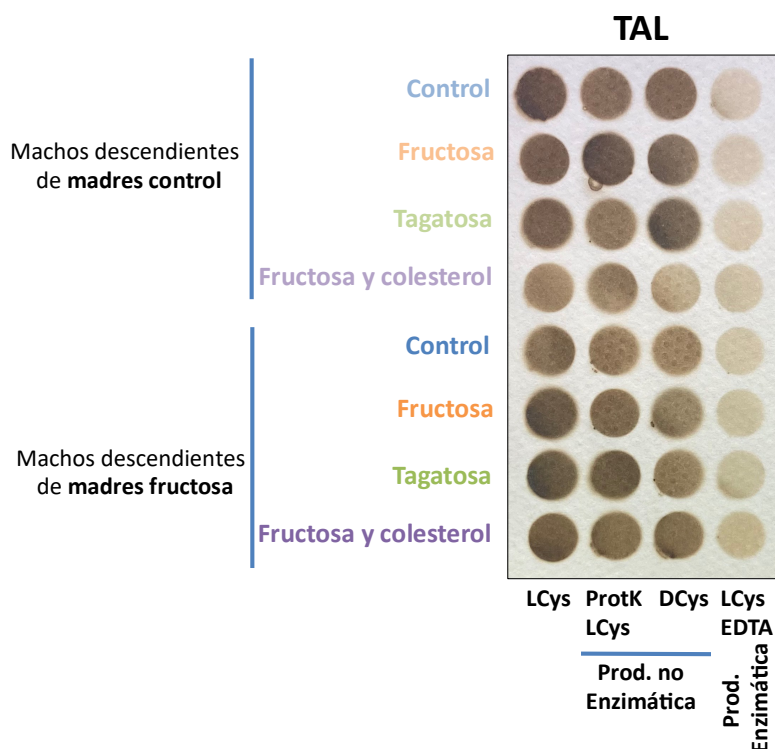 TAL
Control
Fructosa
Tagatosa
Fructosa y colesterol
Machos descendientes
de madres control
Control
Fructosa
Tagatosa
Fructosa y colesterol
Machos descendientes
de madres fructosa
LCys ProtK DCys LCys
LCys EDTA
Prod. no
Enzimática
Prod.
Enzimática